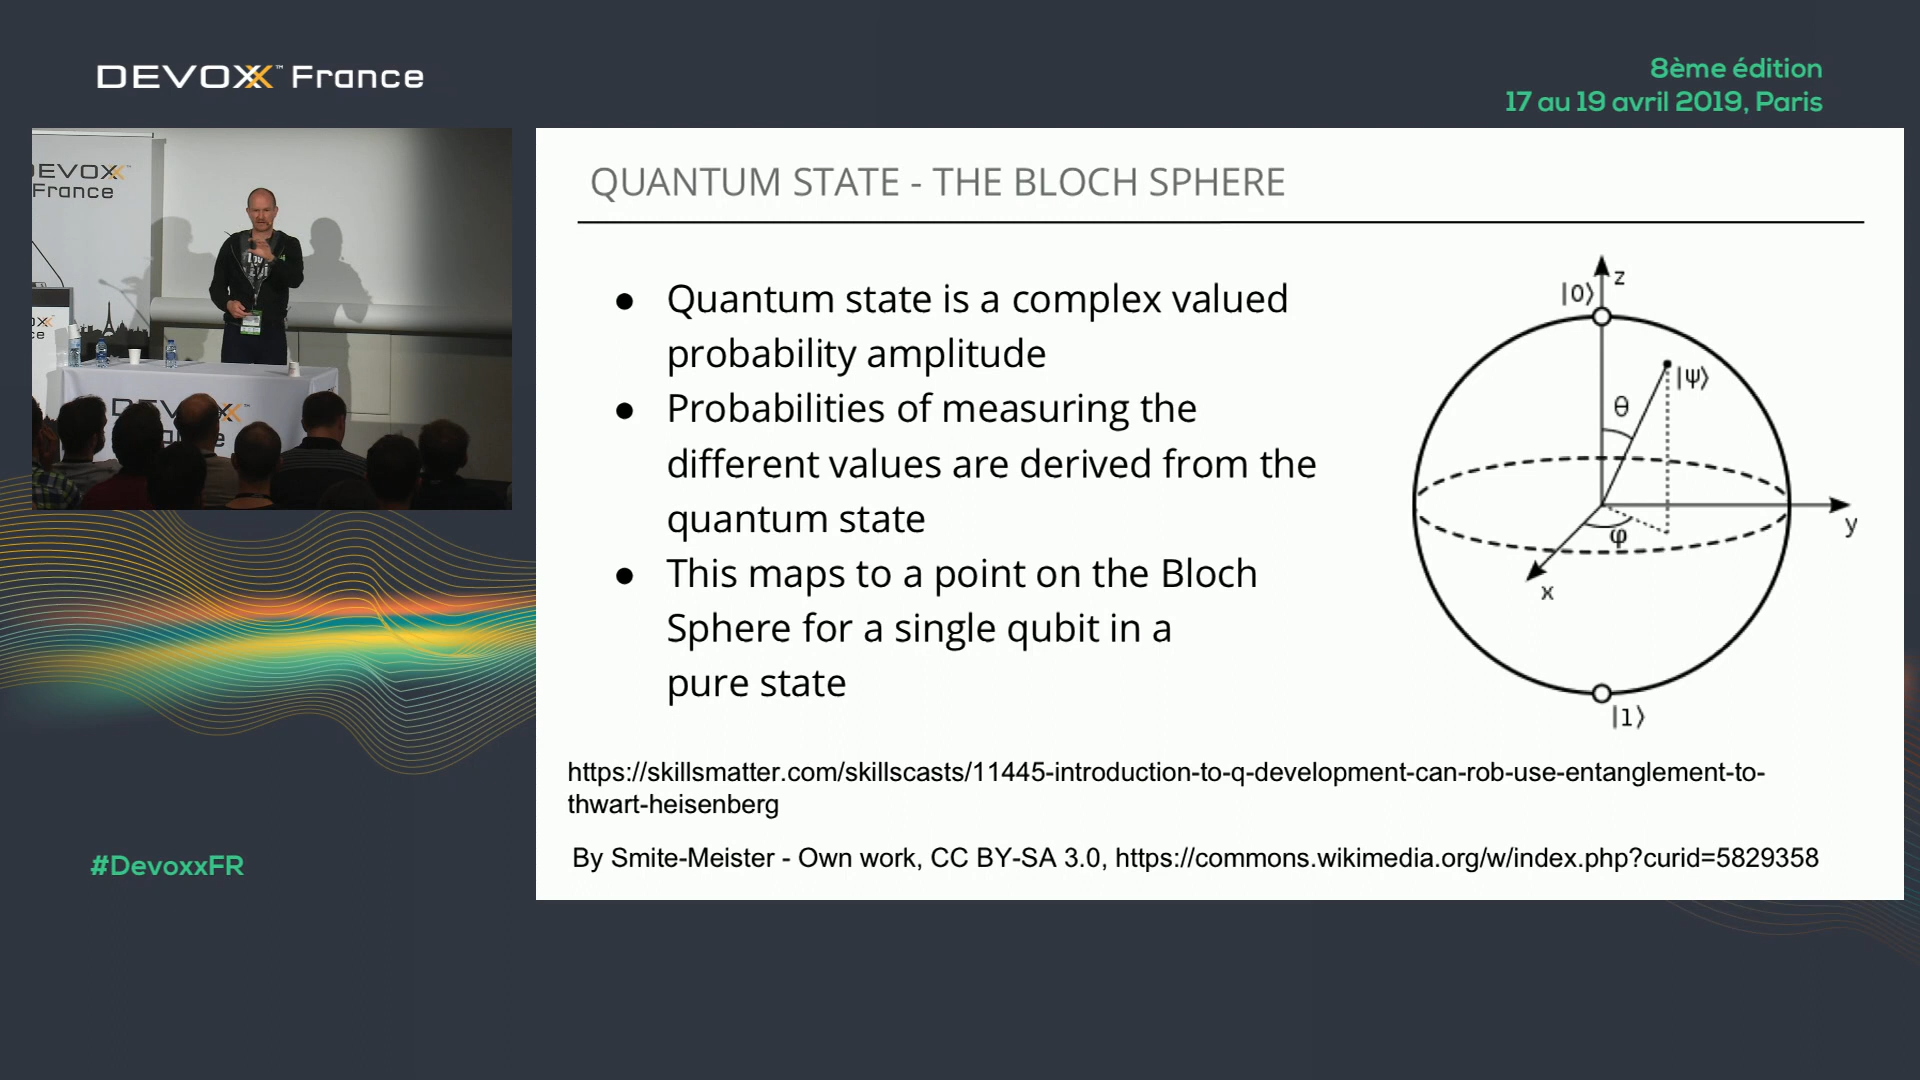 DEVOXX™ France
8ème édition
17 au 19 avril 2019, Paris
EVOXX™
France
QUANTUM STATE - THE BLOCH SPHERE
● Quantum state is a complex valued
probability amplitude
● Probabilities of measuring the
different values are derived from the
quantum state
● This maps to a point on the Bloch
Sphere for a single qubit in a
pure state
z
|0⟩
|ψ⟩
θ
φ
y
x
|1⟩
https://skillsmatter.com/skillscasts/11445-introduction-to-q-development-can-rob-use-entanglement-to-
thwart-heisenberg
By Smite-Meister - Own work, CC BY-SA 3.0, https://commons.wikimedia.org/w/index.php?curid=5829358
#DevoxxFR